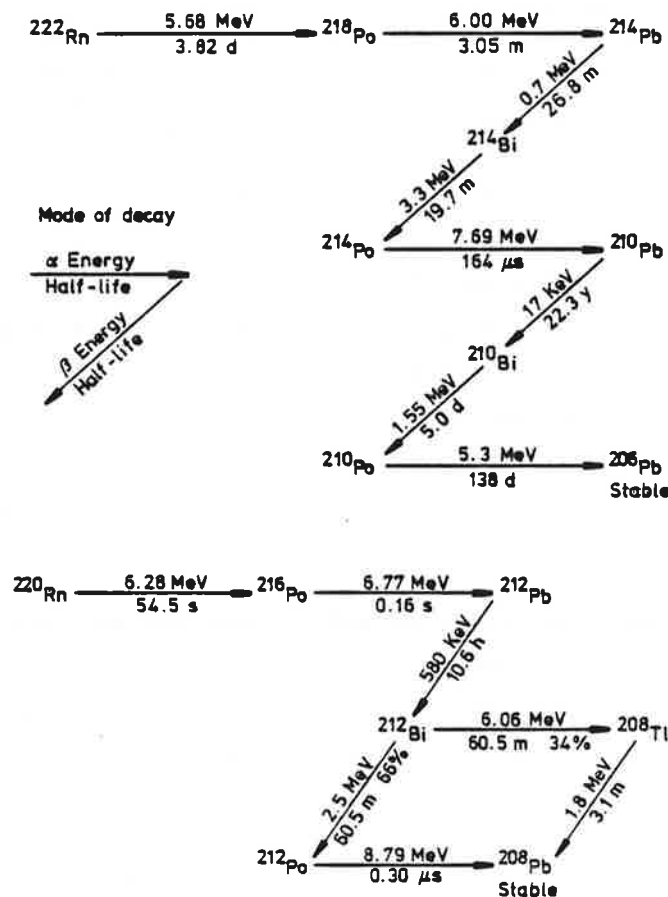 222Rn 5.68 MeV 218Po 6.00 MeV 214Pb
3.82 d 3.05 m
0.7 MeV
26.8 m
214Bi
3.3 MeV
19.7 m
Mode of decay
α Energy
Half-life
β Energy
Half-life
214Po 7.69 MeV 210Pb
164 μs
17 KeV
22.3 y
210Bi
1.55 MeV
5.0 d
210Po 5.3 MeV 206Pb
138 d Stable
220Rn 6.28 MeV 216Po 6.77 MeV 212Pb
54.5 s 0.16 s
580 KeV
10.6 h
212Bi 6.06 MeV 208Tl
60.5 m 34%
2.5 MeV
60.5 m 66%
1.8 MeV
3.1 m
212Po 8.79 MeV 208Pb
0.30 μs Stable